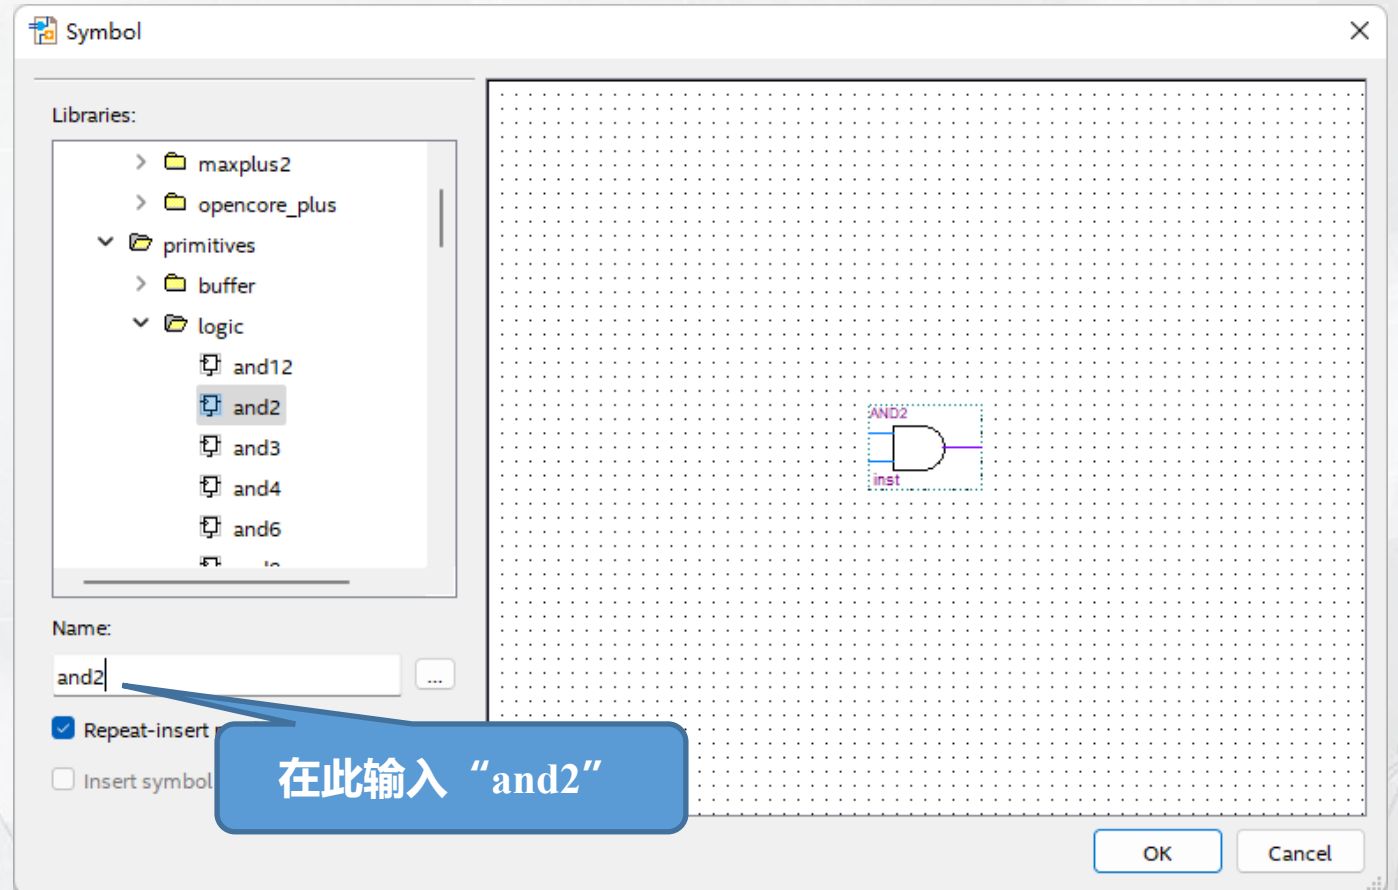 Symbol
Libraries:
maxplus2
opencore_plus
primitives
buffer
logic
and12
and2
and3
and4
and6
AND2
inst
Name:
and2
...
Repeat-insert
Insert symbol
在此输入“and2”
OK
Cancel